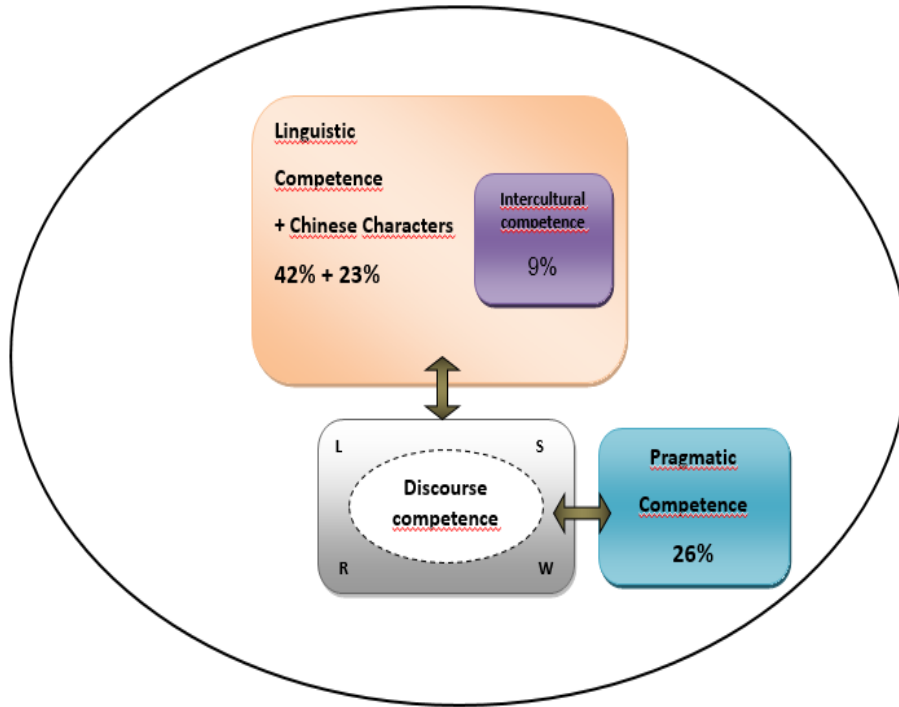 Linguistic
Competence
+ Chinese Characters
42% + 23%
Intercultural
competence
9%
L
S
Discourse
competence
R
W
Pragmatic
Competence
26%